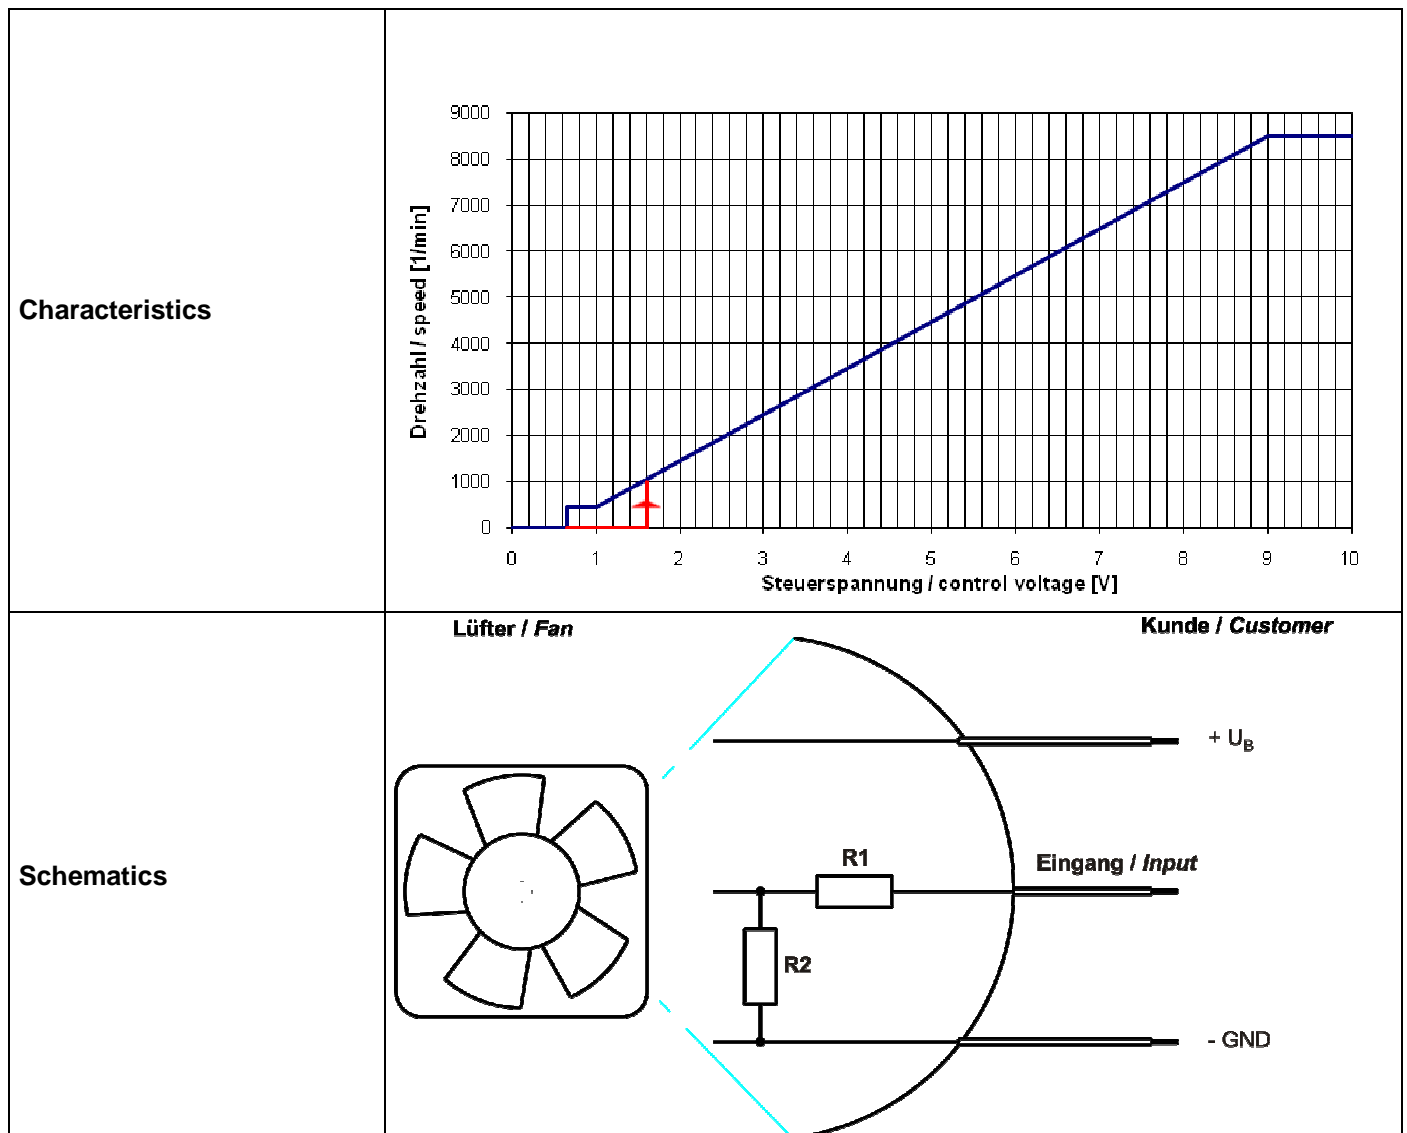 Characteristics
Drehzahl / speed [1/min]
9000
8000
7000
6000
5000
4000
3000
2000
1000
0
0 1 2 3 4 5 6 7 8 9 10
Steuerspannung / control voltage [V]
Schematics
Lüfter / Fan
Kunde / Customer
+ UB
R1
Eingang / Input
R2
- GND